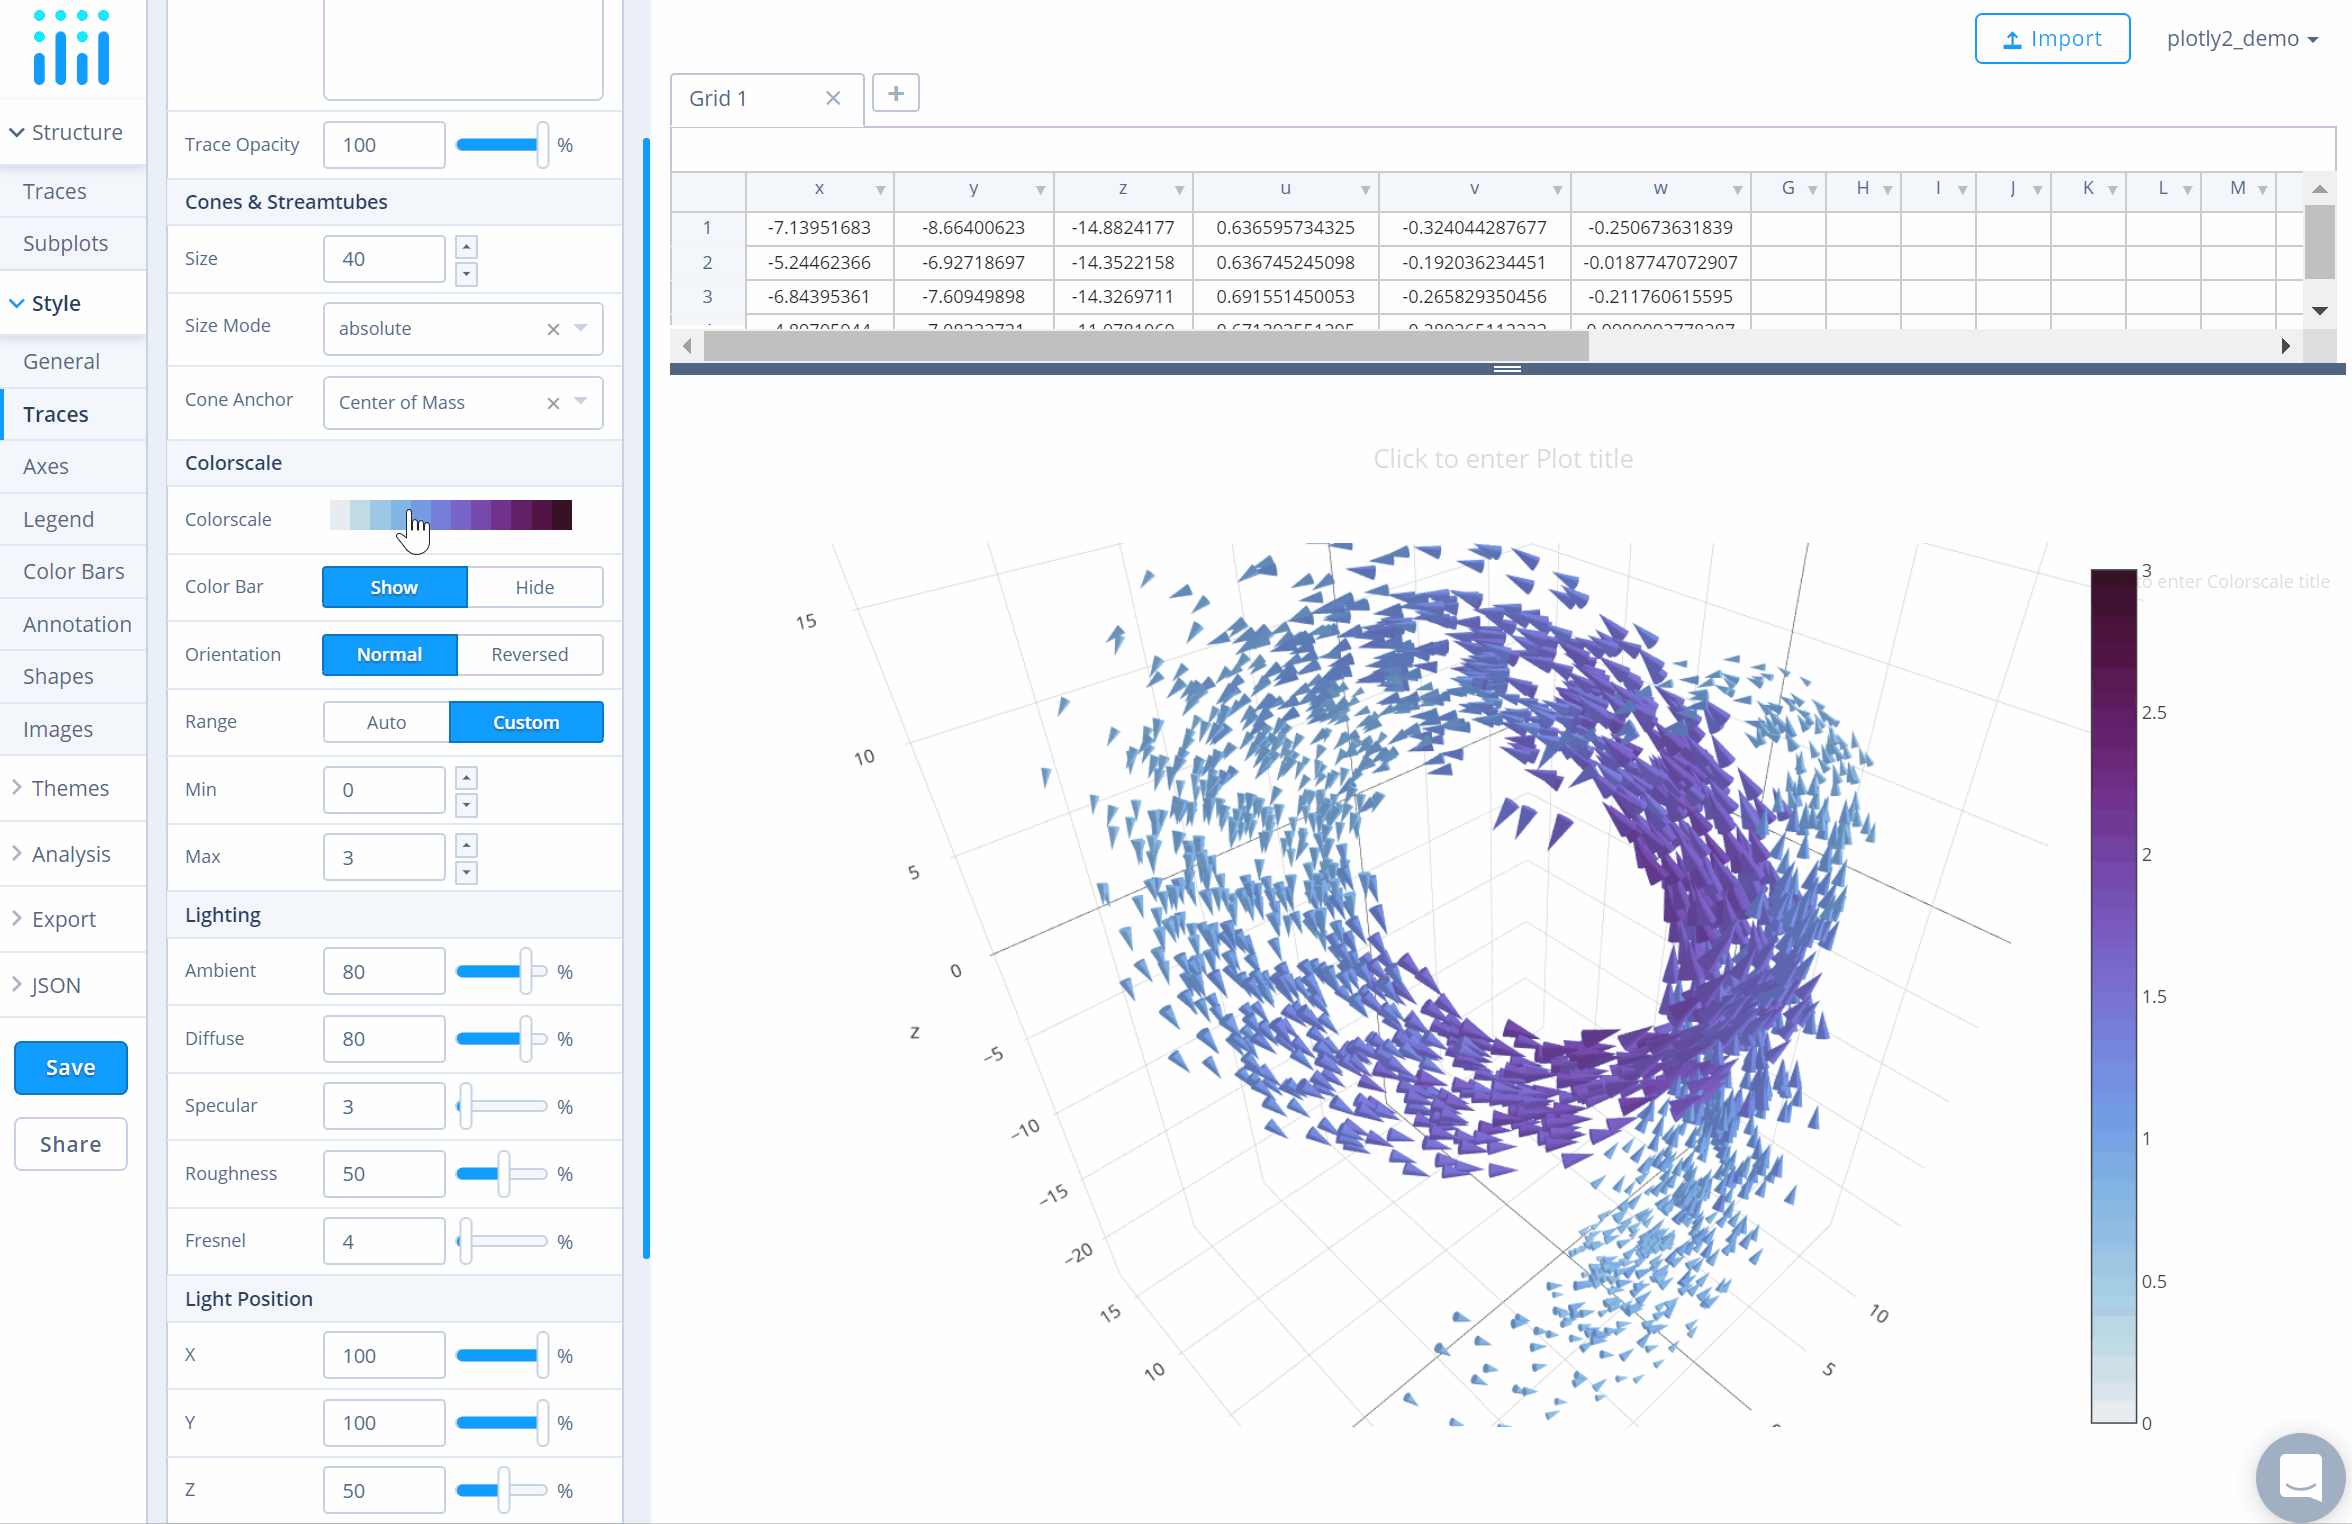 Import
plotly2_demo
Grid 1
Structure
Traces
Subplots
Style
General
Traces
Axes
Legend
Color Bars
Annotation
Shapes
Images
Themes
Analysis
Export
JSON
Save
Share
Trace Opacity 100 %
Cones & Streamtubes
Size 40
Size Mode absolute
Cone Anchor Center of Mass
Colorscale
Colorscale
Color Bar Show Hide
Orientation Normal Reversed
Range Auto Custom
Min 0
Max 3
Lighting
Ambient 80 %
Diffuse 80 %
Specular 3 %
Roughness 50 %
Fresnel 4 %
Light Position
X 100 %
Y 100 %
Z 50 %
x y z u v w G H I J K L M
1 -7.13951683 -8.66400623 -14.8824177 0.636595734325 -0.324044287677 -0.250673631839
2 -5.24462366 -6.92718697 -14.3522158 0.636745245098 -0.192036234451 -0.0187747072907
3 -6.84395361 -7.60949898 -14.3269711 0.691551450053 -0.265829350456 -0.211760615595
Click to enter Plot title
to enter Colorscale title
15
10
5
0
z
−5
−10
−15
−20
15
10
5
10
3
2.5
2
1.5
1
0.5
0